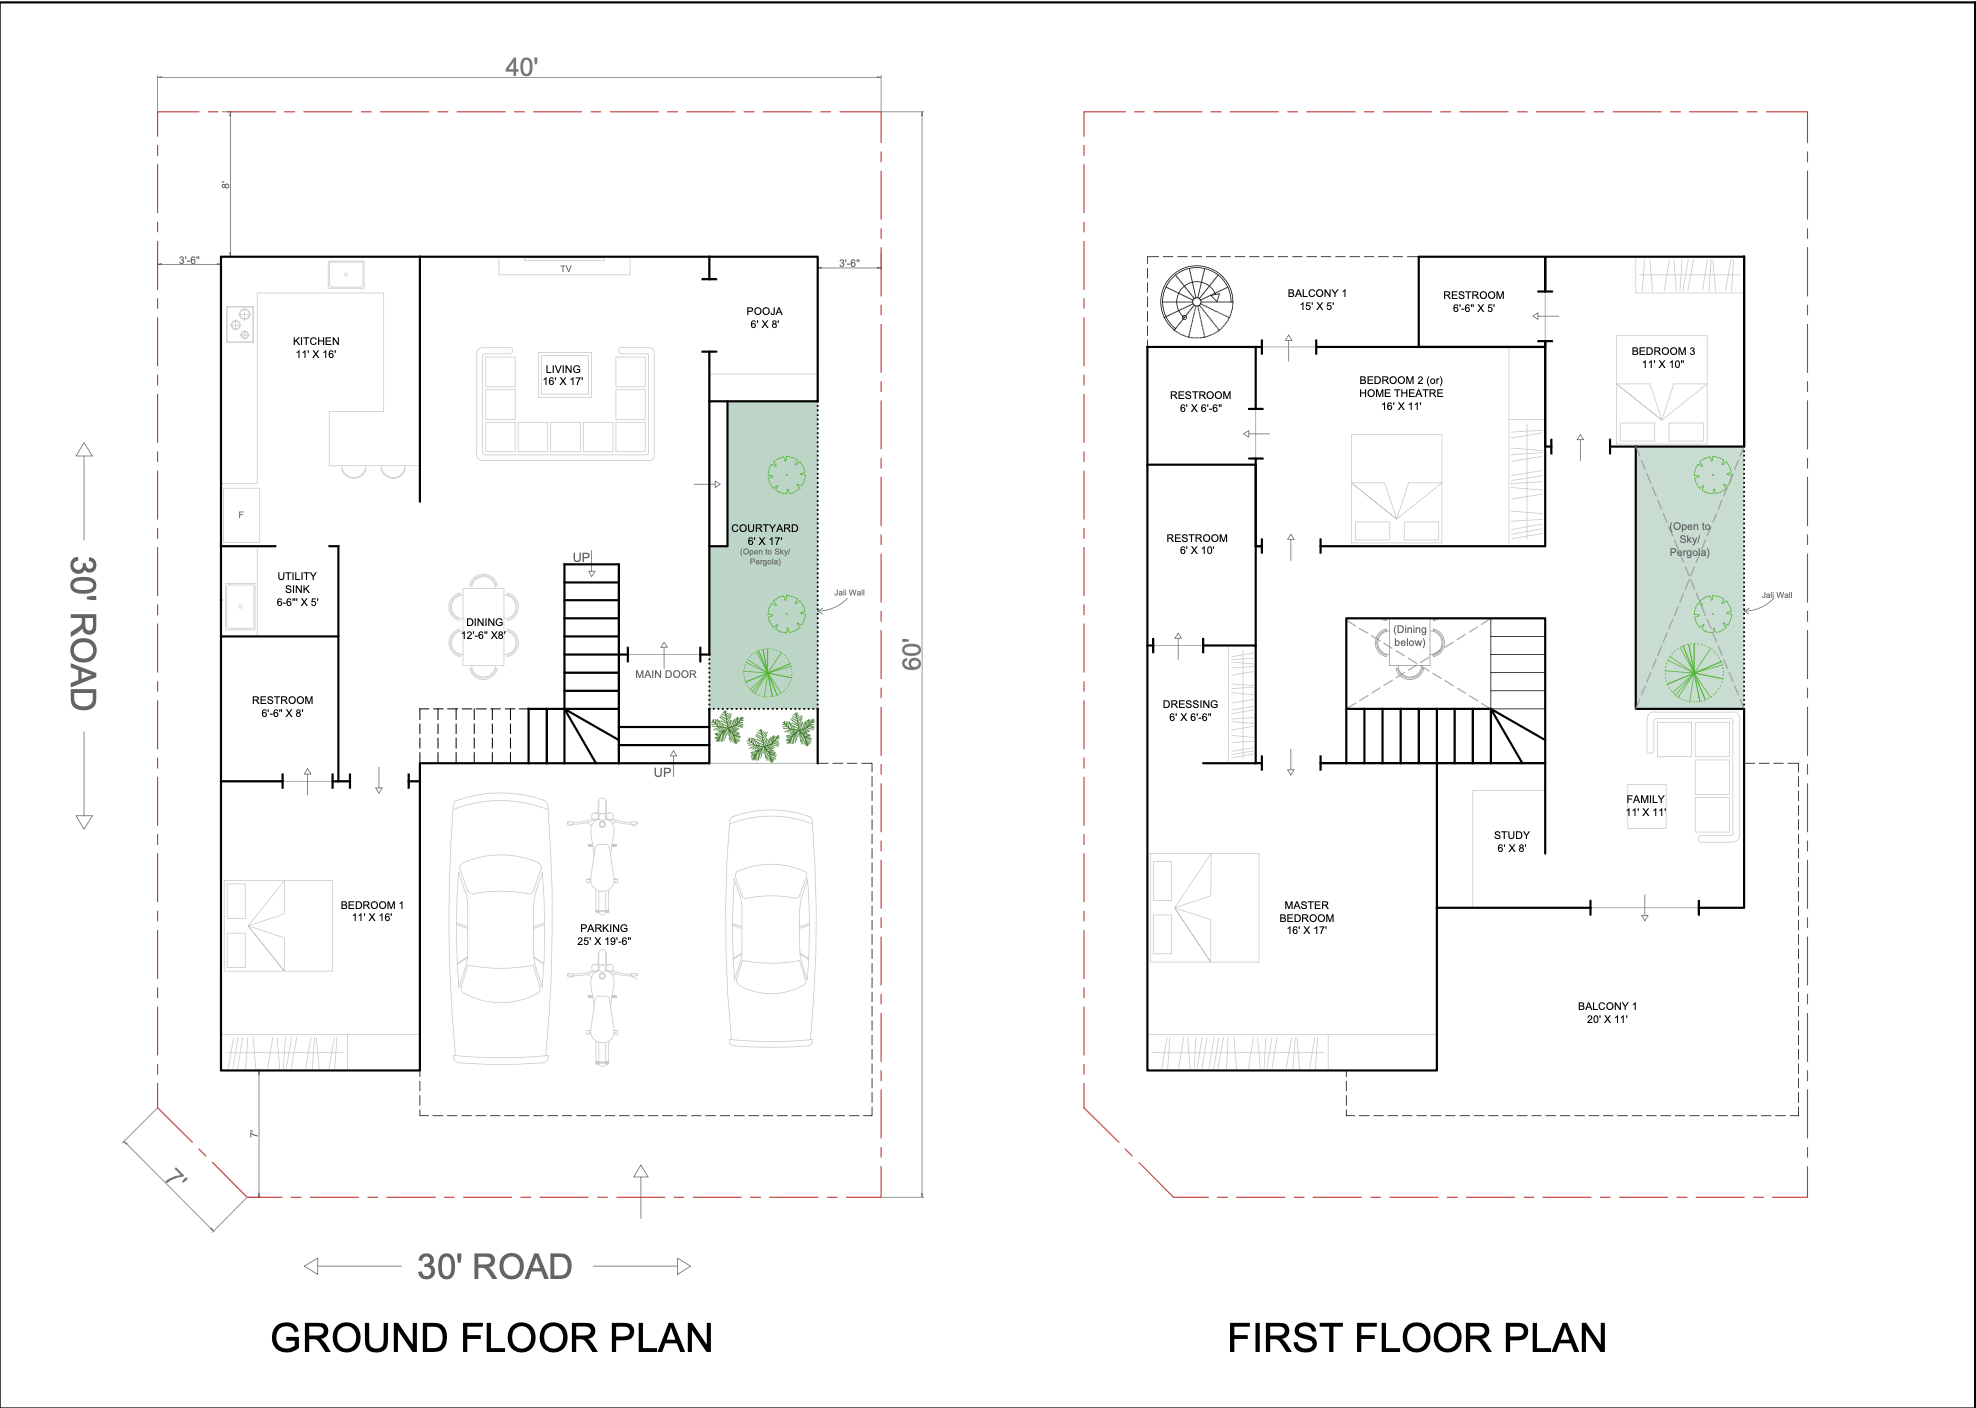 40'
8'
3'-6"
3'-6"
TV
POOJA
6' X 8'
KITCHEN
11' X 16'
LIVING
16' X 17'
F
COURTYARD
6' X 17'
(Open to Sky/
Pergola)
UP
UTILITY
SINK
6-6"' X 5'
Jali Wall
DINING
12'-6" X8'
MAIN DOOR
RESTROOM
6'-6" X 8'
UP
30' ROAD
60'
BEDROOM 1
11' X 16'
PARKING
25' X 19'-6"
7'
7'
30' ROAD
GROUND FLOOR PLAN
BALCONY 1
15' X 5'
RESTROOM
6'-6" X 5'
BEDROOM 3
11' X 10"
RESTROOM
6' X 6'-6"
BEDROOM 2 (or)
HOME THEATRE
16' X 11'
RESTROOM
6' X 10'
(Open to
Sky/
Pergola)
Jali Wall
(Dining
below)
DRESSING
6' X 6'-6"
FAMILY
11' X 11'
STUDY
6' X 8'
MASTER
BEDROOM
16' X 17'
BALCONY 1
20' X 11'
FIRST FLOOR PLAN